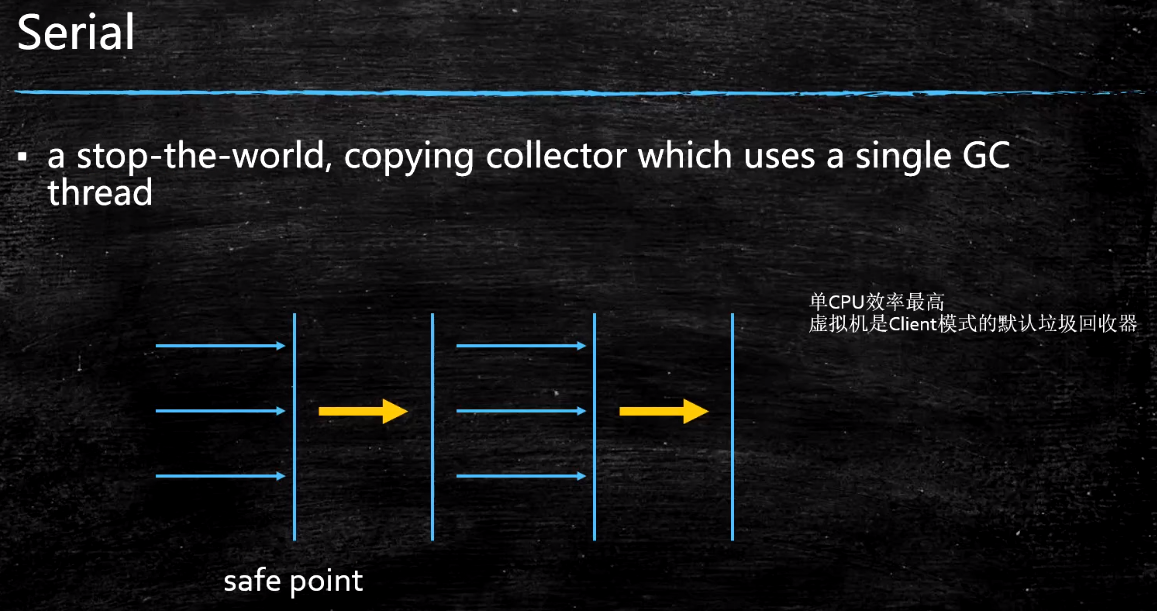 Serial
a stop-the-world, copying collector which uses a single GC
thread
单CPU效率最高
虚拟机是Client模式的默认垃圾回收器
safe point